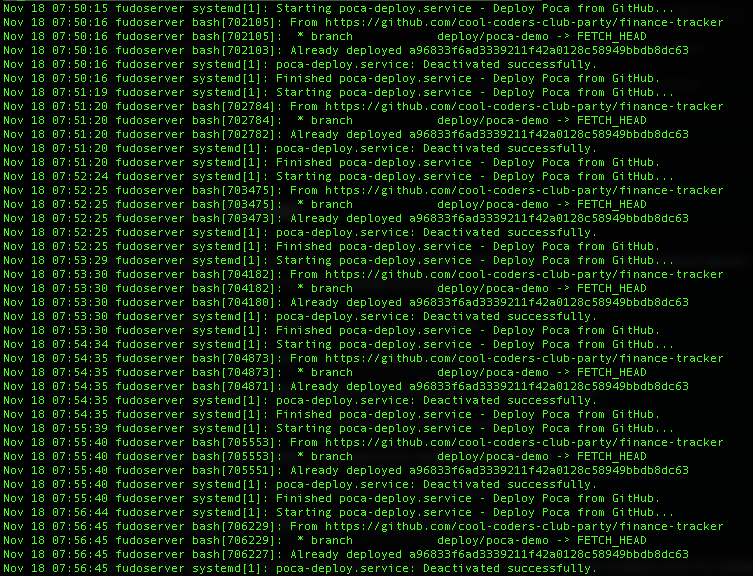 Nov 18 07:50:15 fudoserver systemd[1]: Starting poca-deploy.service - Deploy Poca from GitHub...
Nov 18 07:50:16 fudoserver bash[702105]: From https://github.com/cool-coders-club-party/finance-tracker
Nov 18 07:50:16 fudoserver bash[702105]:  * branch            deploy/poca-demo -> FETCH_HEAD
Nov 18 07:50:16 fudoserver bash[702103]: Already deployed a96833f6ad3339211f42a0128c58949bbdb8dc63
Nov 18 07:50:16 fudoserver systemd[1]: poca-deploy.service: Deactivated successfully.
Nov 18 07:50:16 fudoserver systemd[1]: Finished poca-deploy.service - Deploy Poca from GitHub.
Nov 18 07:51:19 fudoserver systemd[1]: Starting poca-deploy.service - Deploy Poca from GitHub...
Nov 18 07:51:20 fudoserver bash[702784]: From https://github.com/cool-coders-club-party/finance-tracker
Nov 18 07:51:20 fudoserver bash[702784]:  * branch            deploy/poca-demo -> FETCH_HEAD
Nov 18 07:51:20 fudoserver bash[702782]: Already deployed a96833f6ad3339211f42a0128c58949bbdb8dc63
Nov 18 07:51:20 fudoserver systemd[1]: poca-deploy.service: Deactivated successfully.
Nov 18 07:51:20 fudoserver systemd[1]: Finished poca-deploy.service - Deploy Poca from GitHub.
Nov 18 07:52:24 fudoserver systemd[1]: Starting poca-deploy.service - Deploy Poca from GitHub...
Nov 18 07:52:25 fudoserver bash[703475]: From https://github.com/cool-coders-club-party/finance-tracker
Nov 18 07:52:25 fudoserver bash[703475]:  * branch            deploy/poca-demo -> FETCH_HEAD
Nov 18 07:52:25 fudoserver bash[703473]: Already deployed a96833f6ad3339211f42a0128c58949bbdb8dc63
Nov 18 07:52:25 fudoserver systemd[1]: poca-deploy.service: Deactivated successfully.
Nov 18 07:52:25 fudoserver systemd[1]: Finished poca-deploy.service - Deploy Poca from GitHub.
Nov 18 07:53:29 fudoserver systemd[1]: Starting poca-deploy.service - Deploy Poca from GitHub...
Nov 18 07:53:30 fudoserver bash[704182]: From https://github.com/cool-coders-club-party/finance-tracker
Nov 18 07:53:30 fudoserver bash[704182]:  * branch            deploy/poca-demo -> FETCH_HEAD
Nov 18 07:53:30 fudoserver bash[704180]: Already deployed a96833f6ad3339211f42a0128c58949bbdb8dc63
Nov 18 07:53:30 fudoserver systemd[1]: poca-deploy.service: Deactivated successfully.
Nov 18 07:53:30 fudoserver systemd[1]: Finished poca-deploy.service - Deploy Poca from GitHub.
Nov 18 07:54:34 fudoserver systemd[1]: Starting poca-deploy.service - Deploy Poca from GitHub...
Nov 18 07:54:35 fudoserver bash[704873]: From https://github.com/cool-coders-club-party/finance-tracker
Nov 18 07:54:35 fudoserver bash[704873]:  * branch            deploy/poca-demo -> FETCH_HEAD
Nov 18 07:54:35 fudoserver bash[704871]: Already deployed a96833f6ad3339211f42a0128c58949bbdb8dc63
Nov 18 07:54:35 fudoserver systemd[1]: poca-deploy.service: Deactivated successfully.
Nov 18 07:54:35 fudoserver systemd[1]: Finished poca-deploy.service - Deploy Poca from GitHub.
Nov 18 07:55:39 fudoserver systemd[1]: Starting poca-deploy.service - Deploy Poca from GitHub...
Nov 18 07:55:40 fudoserver bash[705553]: From https://github.com/cool-coders-club-party/finance-tracker
Nov 18 07:55:40 fudoserver bash[705553]:  * branch            deploy/poca-demo -> FETCH_HEAD
Nov 18 07:55:40 fudoserver bash[705551]: Already deployed a96833f6ad3339211f42a0128c58949bbdb8dc63
Nov 18 07:55:40 fudoserver systemd[1]: poca-deploy.service: Deactivated successfully.
Nov 18 07:55:40 fudoserver systemd[1]: Finished poca-deploy.service - Deploy Poca from GitHub.
Nov 18 07:56:44 fudoserver systemd[1]: Starting poca-deploy.service - Deploy Poca from GitHub...
Nov 18 07:56:45 fudoserver bash[706229]: From https://github.com/cool-coders-club-party/finance-tracker
Nov 18 07:56:45 fudoserver bash[706229]:  * branch            deploy/poca-demo -> FETCH_HEAD
Nov 18 07:56:45 fudoserver bash[706227]: Already deployed a96833f6ad3339211f42a0128c58949bbdb8dc63
Nov 18 07:56:45 fudoserver systemd[1]: poca-deploy.service: Deactivated successfully.